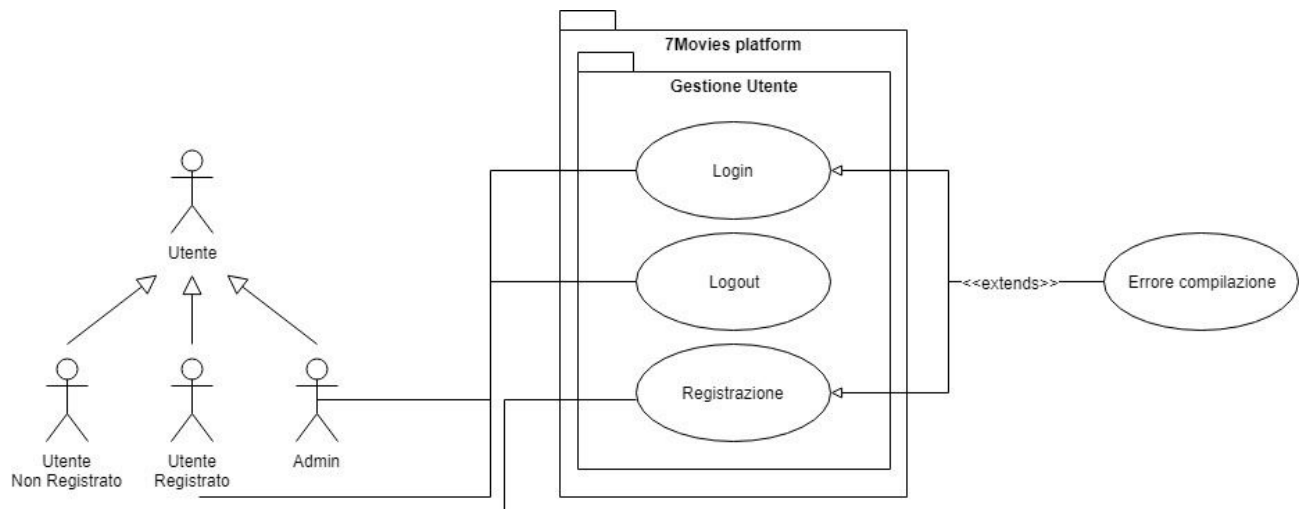 7Movies platform
Gestione Utente
Login
Utente
Logout
<<extends>>
Errore compilazione
Registrazione
Utente
Non Registrato
Utente
Registrato
Admin